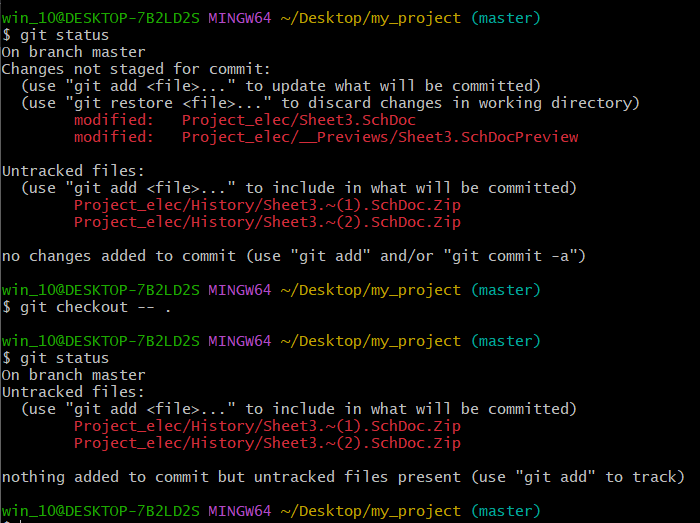 win_10@DESKTOP-7B2LD2S MINGW64 ~/Desktop/my_project (master)
$ git status
On branch master
Changes not staged for commit:
  (use "git add <file>..." to update what will be committed)
  (use "git restore <file>..." to discard changes in working directory)
        modified:   Project_elec/Sheet3.SchDoc
        modified:   Project_elec/__Previews/Sheet3.SchDocPreview

Untracked files:
  (use "git add <file>..." to include in what will be committed)
        Project_elec/History/Sheet3.~(1).SchDoc.Zip
        Project_elec/History/Sheet3.~(2).SchDoc.Zip

no changes added to commit (use "git add" and/or "git commit -a")

win_10@DESKTOP-7B2LD2S MINGW64 ~/Desktop/my_project (master)
$ git checkout -- .

win_10@DESKTOP-7B2LD2S MINGW64 ~/Desktop/my_project (master)
$ git status
On branch master
Untracked files:
  (use "git add <file>..." to include in what will be committed)
        Project_elec/History/Sheet3.~(1).SchDoc.Zip
        Project_elec/History/Sheet3.~(2).SchDoc.Zip

nothing added to commit but untracked files present (use "git add" to track)

win_10@DESKTOP-7B2LD2S MINGW64 ~/Desktop/my_project (master)
$